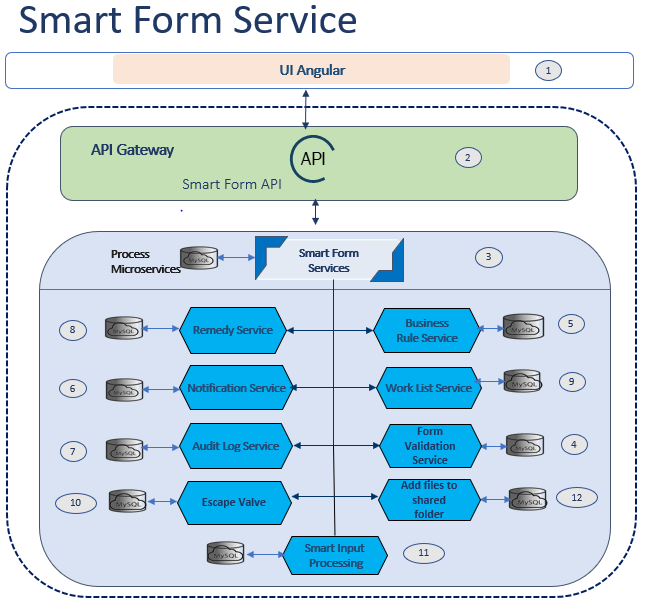 Smart Form Service
UI Angular
1
API Gateway
API
2
Smart Form API
Process
Microservices
MySQL
Smart Form
Services
3
8
MySQL
Remedy Service
Business
Rule Service
MySQL
5
6
MySQL
Notification Service
Work List Service
MySQL
9
7
MySQL
Audit Log Service
Form
Validation
Service
MySQL
4
10
MySQL
Escape Valve
Add files to
shared
folder
MySQL
12
MySQL
Smart Input
Processing
11